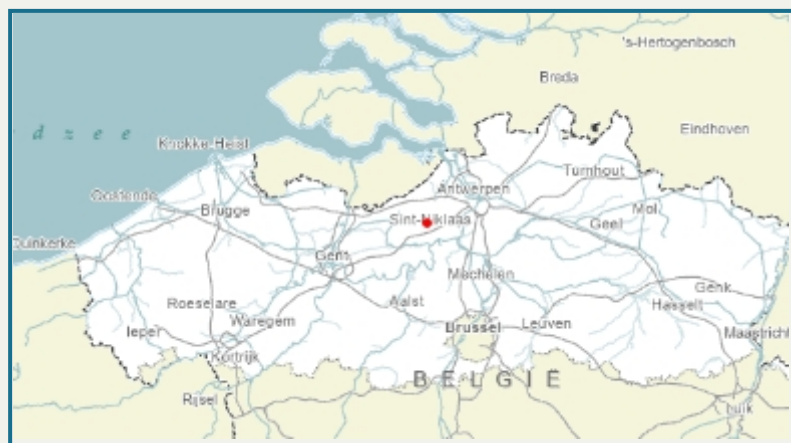 's-Hertogenbosch
Breda
d z e e
Eindhoven
Knokke-Heist
Turnhout
Antwerpen
Oostende
Mol
Brugge
Sint-Niklaas
Geel
Duinkerke
Gent
Mechelen
Genk
Roeselare
Aalst
Hasselt
Ieper
Waregem
Brussel
Leuven
Maastricht
Kortrijk
BELGIË
Rijsel
Luik